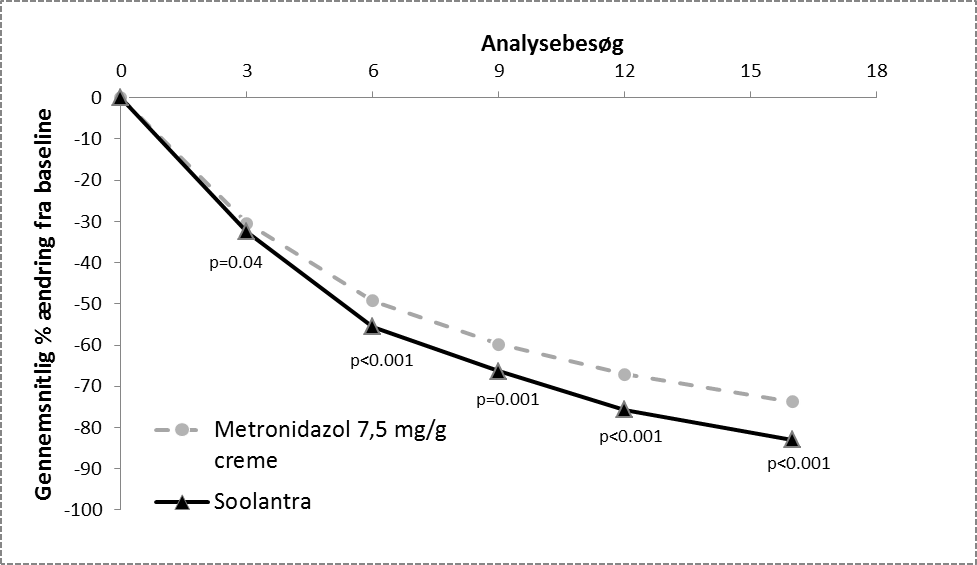 Analysebesøg
0 3 6 9 12 15 18
Gennemsnitlig % ændring fra baseline
0
-10
-20
-30
-40
-50
-60
-70
-80
-90
-100
p=0.04
p<0.001
p=0.001
p<0.001
p<0.001
Metronidazol 7,5 mg/g
creme
Soolantra